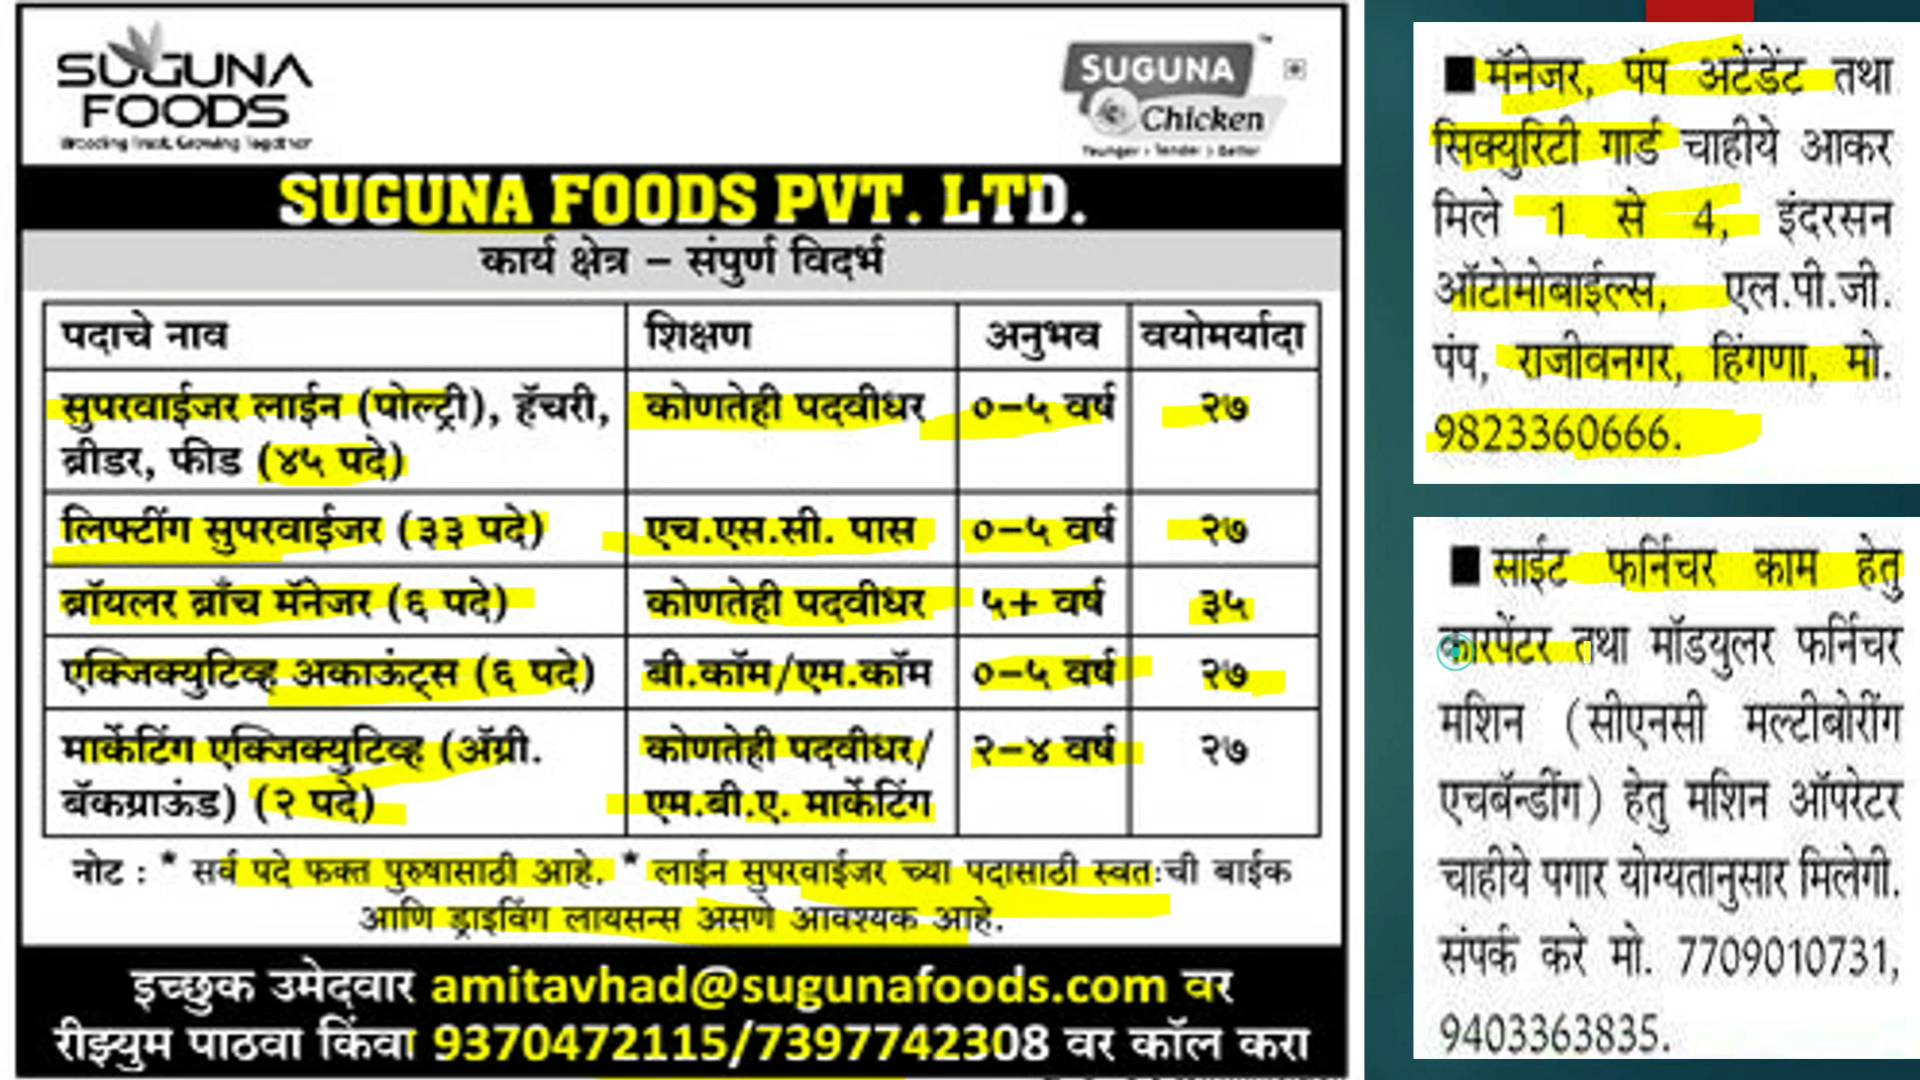 SUGUNA
FOODS
SUGUNA
Chicken
SUGUNA FOODS PVT. LTD.
कार्य क्षेत्र – संपुर्ण विदर्भ
पदाचे नाव शिक्षण अनुभव वयोमर्यादा
सुपरवाईजर लाईन (पोल्ट्री), हॅचरी, कोणतेही पदवीधर ०–५ वर्ष २७
ब्रीडर, फीड (४५ पदे)
लिफ्टींग सुपरवाईजर (३३ पदे) एच.एस.सी. पास ०–५ वर्ष २७
ब्रॉयलर ब्राँच मॅनेजर (६ पदे) कोणतेही पदवीधर ५+ वर्ष ३५
एक्जिक्युटिव्ह अकाऊंट्स (६ पदे) बी.कॉम/एम.कॉम ०–५ वर्ष २७
मार्केटिंग एक्जिक्युटिव्ह (ॲग्री. कोणतेही पदवीधर/ २–४ वर्ष २७
बॅकग्राऊंड) (२ पदे) एम.बी.ए. मार्केटिंग
नोट : * सर्व पदे फक्त पुरुषासाठी आहे. * लाईन सुपरवाईजर च्या पदासाठी स्वतःची बाईक
आणि ड्राइविंग लायसन्स असणे आवश्यक आहे.
इच्छुक उमेदवार amitavhad@sugunafoods.com वर
रीझ्युम पाठवा किंवा 9370472115/7397742308 वर कॉल करा
■ मॅनेजर, पंप अटेंडेंट तथा
सिक्युरिटी गार्ड चाहीये आकर
मिले 1 से 4, इंदरसन
ऑटोमोबाईल्स, एल.पी.जी.
पंप, राजीवनगर, हिंगणा, मो.
9823360666.
■ साईट फर्निचर काम हेतु
कारपेंटर तथा मॉडयुलर फर्निचर
मशिन (सीएनसी मल्टीबोरींग
एचबॅन्डींग) हेतु मशिन ऑपरेटर
चाहीये पगार योग्यतानुसार मिलेगी.
संपर्क करे मो. 7709010731,
9403363835.